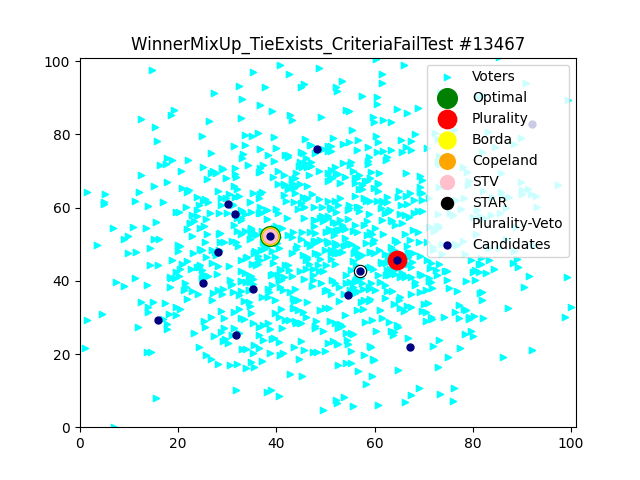 WinnerMixUp_TieExists_CriteriaFailTest #13467
100
80
60
40
20
0
0 20 40 60 80 100
Voters
Optimal
Plurality
Borda
Copeland
STV
STAR
Plurality-Veto
Candidates